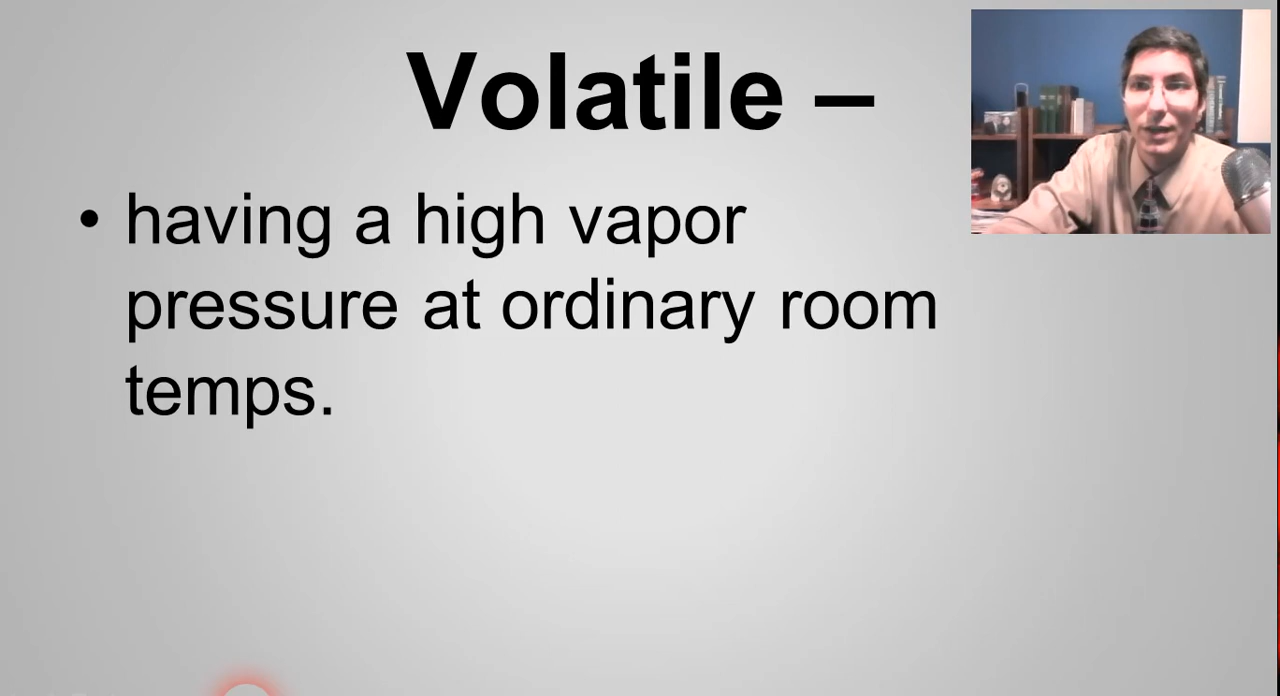 Volatile –
• having a high vapor
pressure at ordinary room
temps.